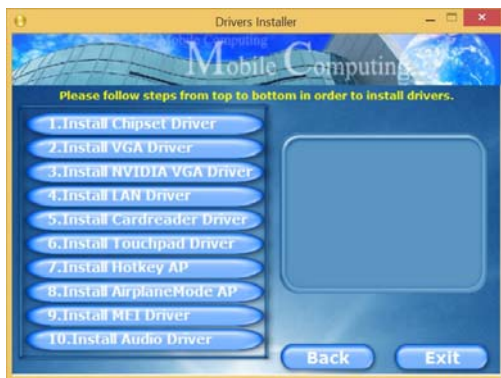 Drivers Installer
Mobile Computing
Mobile Computing
Please follow steps from top to bottom in order to install drivers.
1.Install Chipset Driver
2.Install VGA Driver
3.Install NVIDIA VGA Driver
4.Install LAN Driver
5.Install Cardreader Driver
6.Install Touchpad Driver
7.Install Hotkey AP
8.Install AirplaneMode AP
9.Install MEI Driver
10.Install Audio Driver
Back
Exit